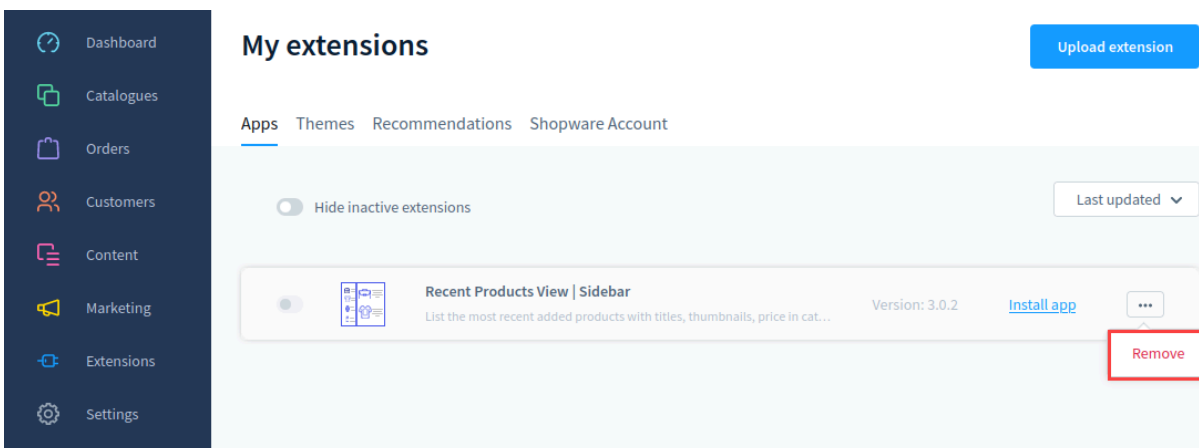 Dashboard
Catalogues
Orders
Customers
Content
Marketing
Extensions
Settings
My extensions
Upload extension
Apps Themes Recommendations Shopware Account
Hide inactive extensions
Last updated
Recent Products View | Sidebar
List the most recent added products with titles, thumbnails, price in cat...
Version: 3.0.2
Install app
...
Remove